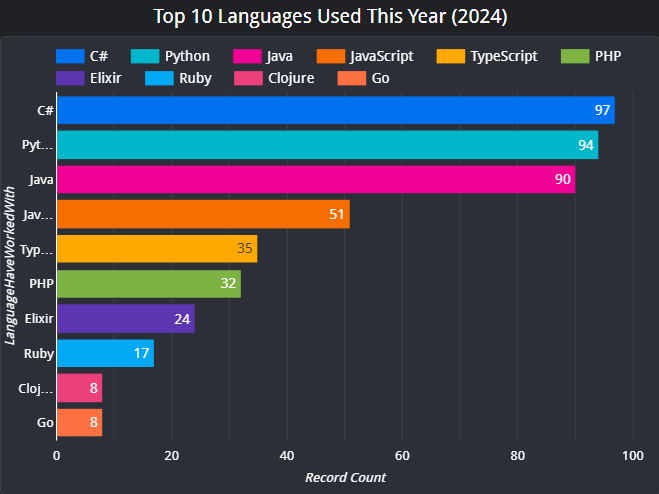 Top 10 Languages Used This Year (2024)
C# Python Java JavaScript TypeScript PHP
Elixir Ruby Clojure Go
LanguageHaveWorkedWith
C# 97
Pyt... 94
Java 90
Jav... 51
Typ... 35
PHP 32
Elixir 24
Ruby 17
Cloj... 8
Go 8
0 20 40 60 80 100
Record Count